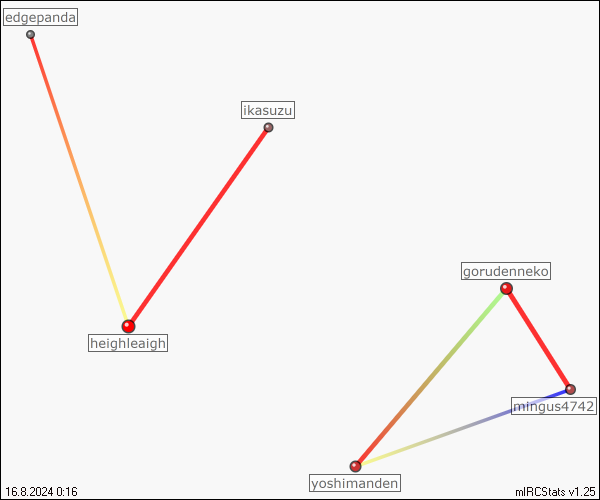 edgepanda
ikasuzu
gorudenneko
heighleaigh
mingus4742
yoshimanden
16.8.2024 0:16
mIRCStats v1.25